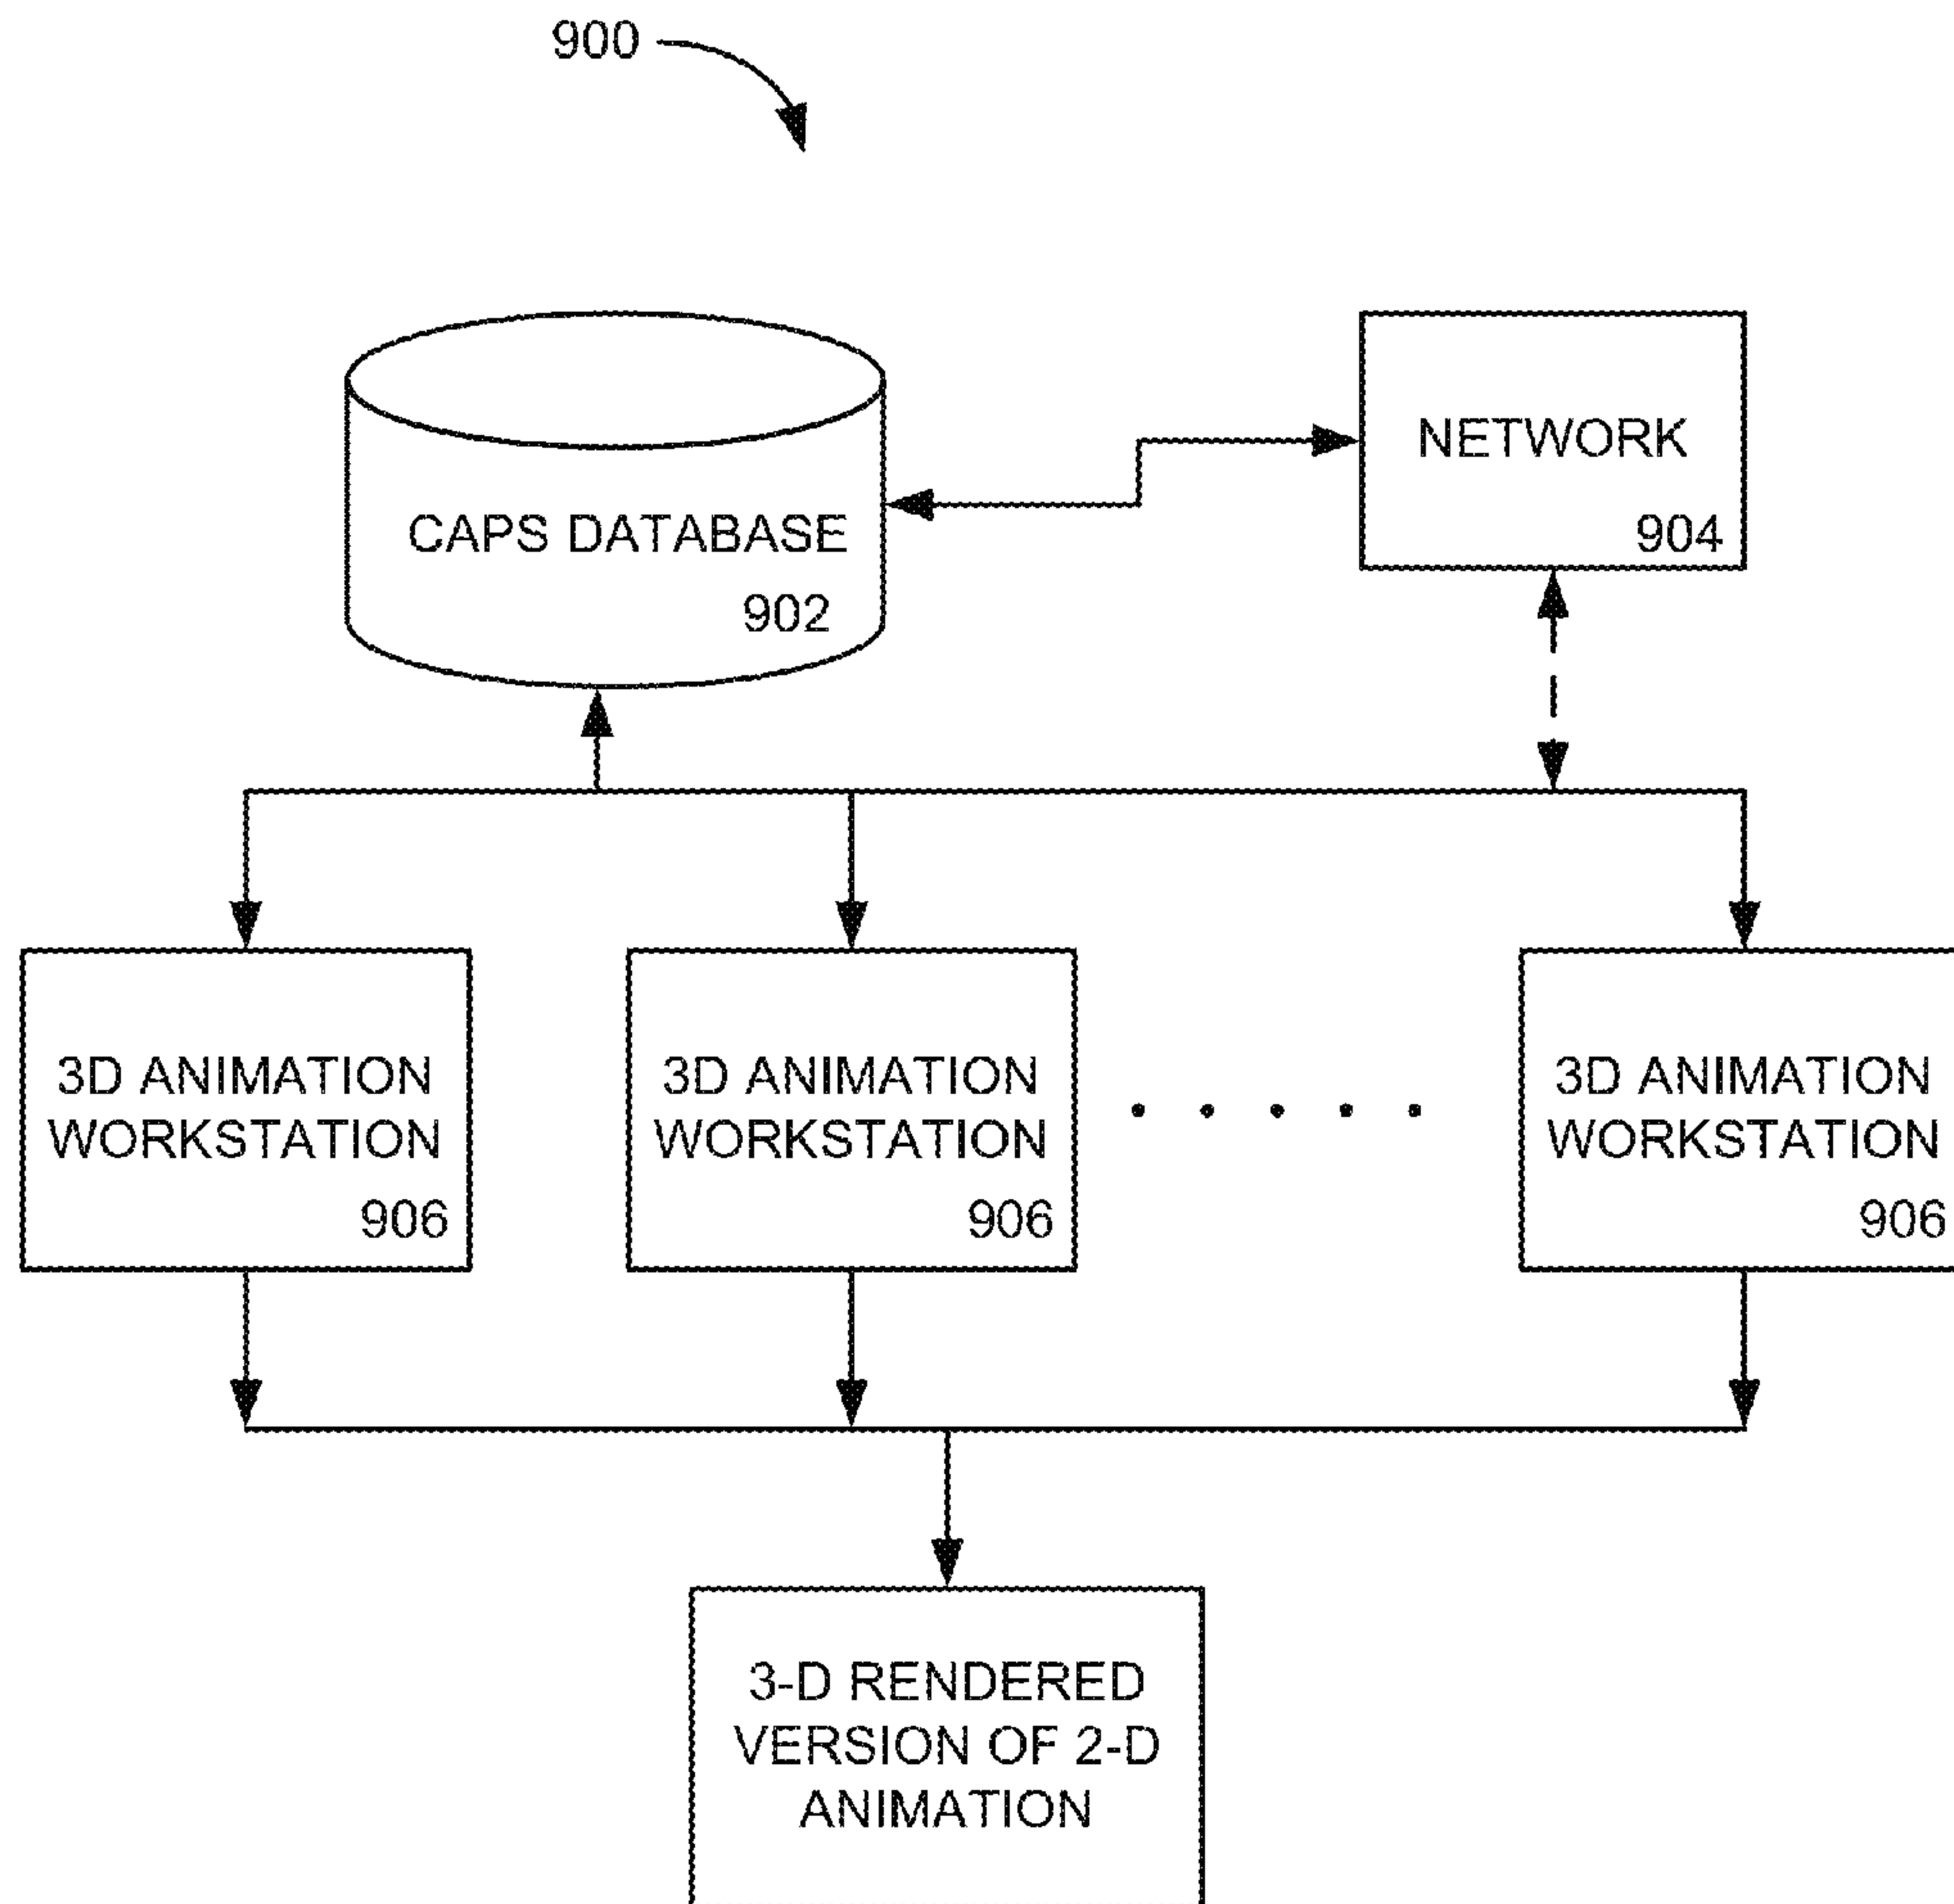 900
CAPS DATABASE
902
NETWORK
904
3D ANIMATION
WORKSTATION
906
3D ANIMATION
WORKSTATION
906
3D ANIMATION
WORKSTATION
906
3-D RENDERED
VERSION OF 2-D
ANIMATION